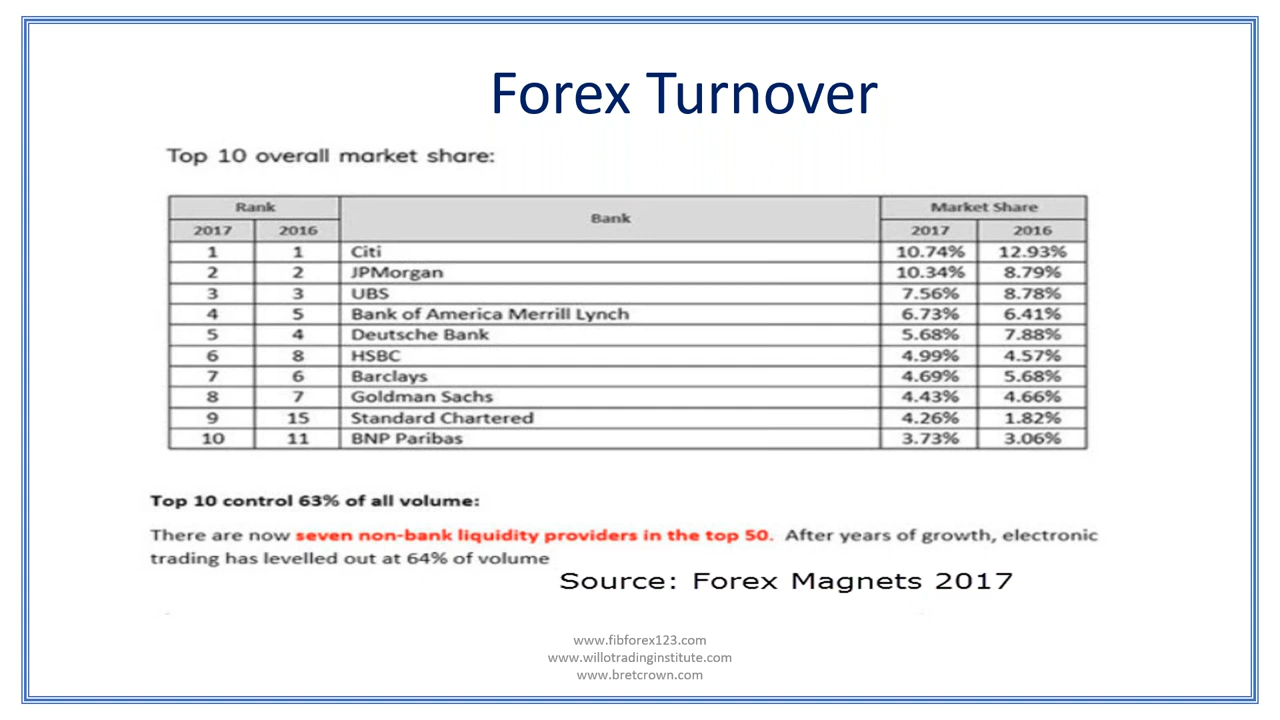 Forex Turnover
Top 10 overall market share:
Rank Bank Market Share
2017 2016 2017 2016
1 1 Citi 10.74% 12.93%
2 2 JPMorgan 10.34% 8.79%
3 3 UBS 7.56% 8.78%
4 5 Bank of America Merrill Lynch 6.73% 6.41%
5 4 Deutsche Bank 5.68% 7.88%
6 8 HSBC 4.99% 4.57%
7 6 Barclays 4.69% 5.68%
8 7 Goldman Sachs 4.43% 4.66%
9 15 Standard Chartered 4.26% 1.82%
10 11 BNP Paribas 3.73% 3.06%
Top 10 control 63% of all volume:
There are now seven non-bank liquidity providers in the top 50. After years of growth, electronic
trading has levelled out at 64% of volume
Source: Forex Magnets 2017
www.fibforex123.com
www.willotradinginstitute.com
www.bretcrown.com